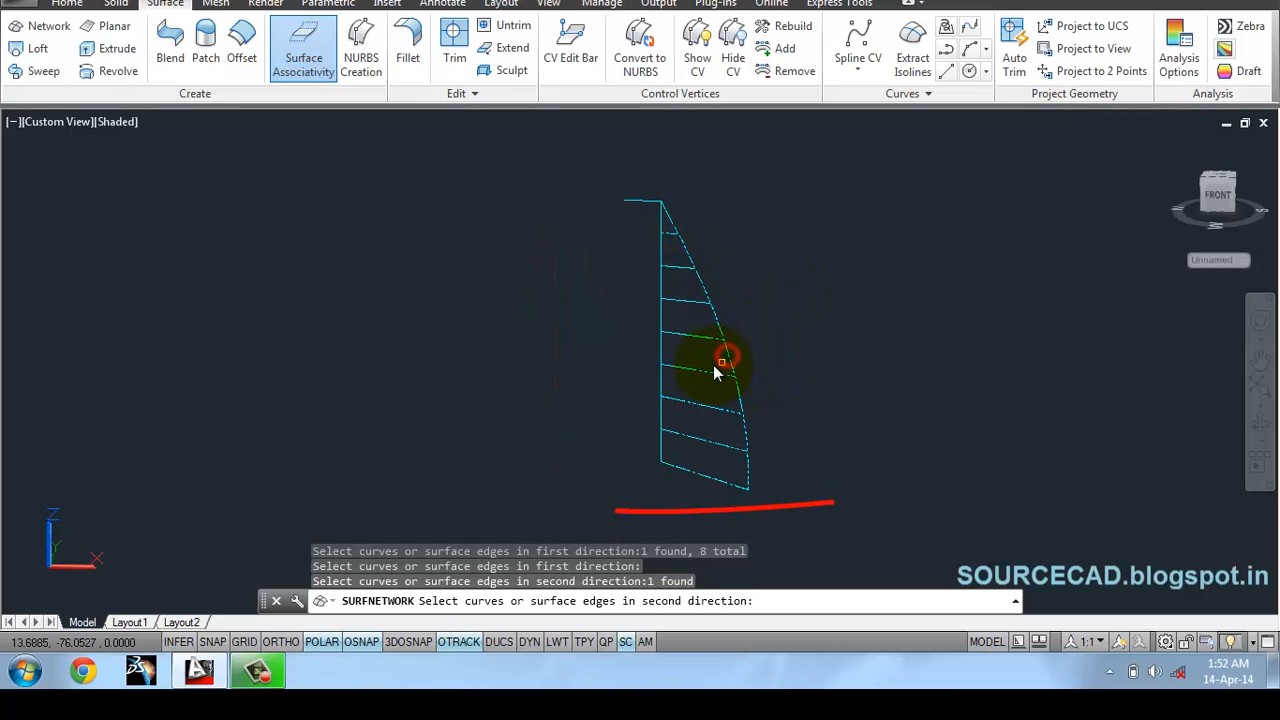 Home Solid Surface Mesh Render Parametric Insert Annotate Layout View Manage Output Plug-ins Online Express Tools
Network Planar
Loft Extrude
Sweep Revolve
Blend Patch Offset
Surface Associativity
NURBS Creation
Fillet
Trim
Untrim
Extend
Sculpt
CV Edit Bar
Convert to NURBS
Show CV
Hide CV
Rebuild
Add
Remove
Spline CV
Extract Isolines
Auto Trim
Project to UCS
Project to View
Project to 2 Points
Analysis Options
Zebra
Draft
Create Edit Control Vertices Curves Project Geometry Analysis
[−][Custom View][Shaded]
FRONT
W
S
Unnamed
Z
Y
X
Select curves or surface edges in first direction:1 found, 8 total
Select curves or surface edges in first direction:
Select curves or surface edges in second direction:1 found
SURFNETWORK Select curves or surface edges in second direction:
SOURCECAD.blogspot.in
Model Layout1 Layout2
13.6885, -76.0527, 0.0000 INFER SNAP GRID ORTHO POLAR OSNAP 3DOSNAP OTRACK DUCS DYN LWT TPY QP SC AM MODEL 1:1
1:52 AM
14-Apr-14